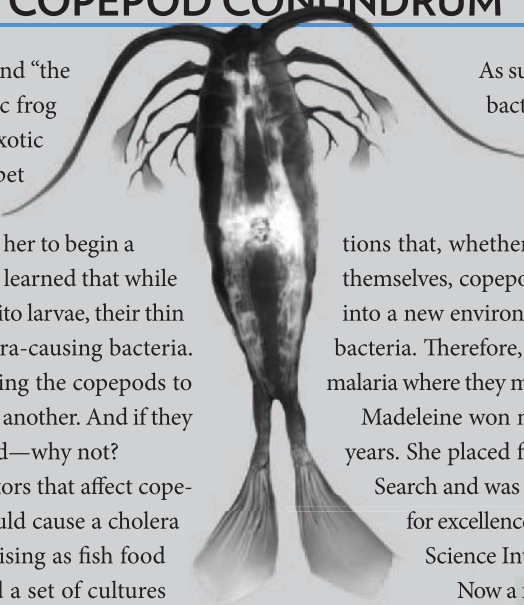 COPEPOD CONUNDRUM
nd “the
c frog
xotic
pet
her to begin a
learned that while
ito larvae, their thin
ra-causing bacteria.
ing the copepods to
another. And if they
d—why not?
tors that affect cope-
uld cause a cholera
ising as fish food
d a set of cultures
As su
bact
tions that, whether
themselves, copepo
into a new environ
bacteria. Therefore,
malaria where they m
Madeleine won m
years. She placed f
Search and was
for excellence
Science Int
Now a